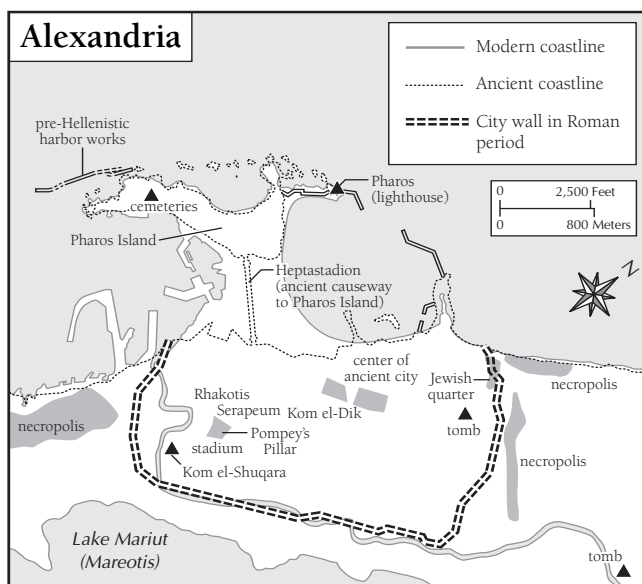 Alexandria
Modern coastline
Ancient coastline
City wall in Roman
period
pre-Hellenistic
harbor works
Pharos
(lighthouse)
0 2,500 Feet
0 800 Meters
cemeteries
Pharos Island
Heptastadion
(ancient causeway
to Pharos Island)
N
center of
ancient city
Jewish
quarter
necropolis
Rhakotis
Serapeum
Kom el-Dik
necropolis
Pompey's
Pillar
tomb
stadium
Kom el-Shuqara
necropolis
Lake Mariut
(Mareotis)
tomb